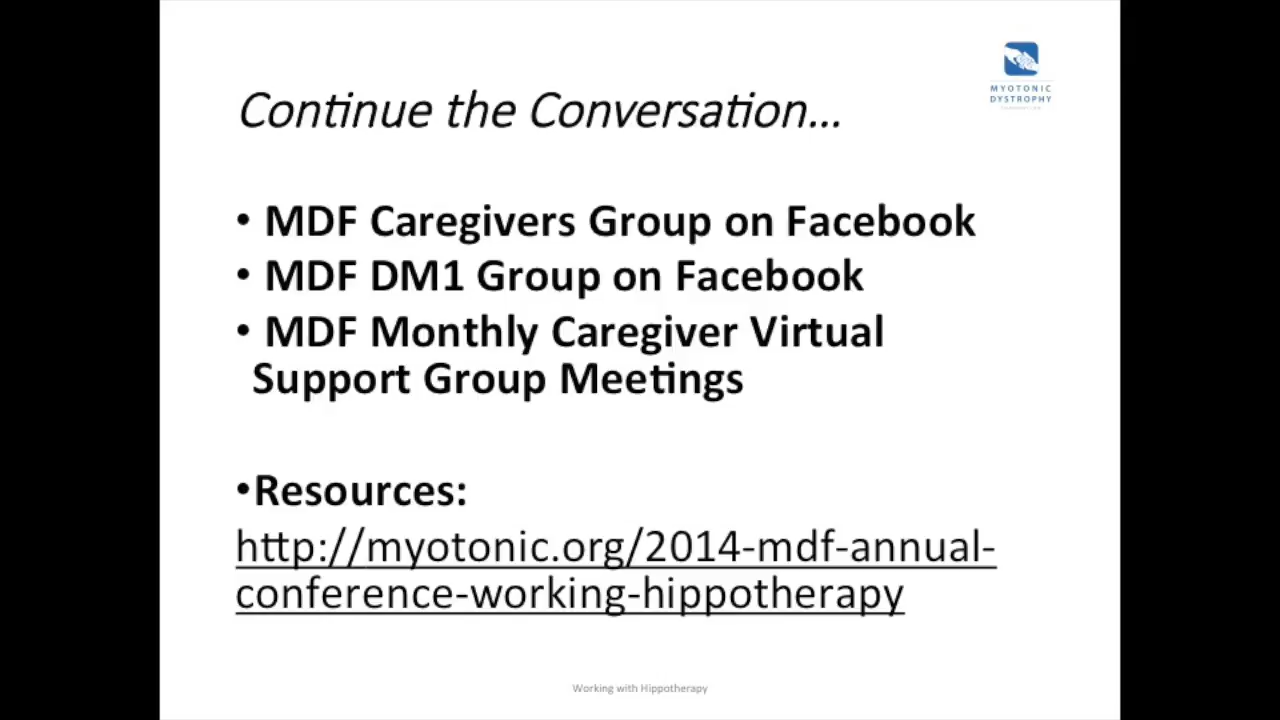 MYOTONIC
DYSTROPHY
Continue the Conversation...
• MDF Caregivers Group on Facebook
• MDF DM1 Group on Facebook
• MDF Monthly Caregiver Virtual
Support Group Meetings
•Resources:
http://myotonic.org/2014-mdf-annual-
conference-working-hippotherapy
Working with Hippotherapy